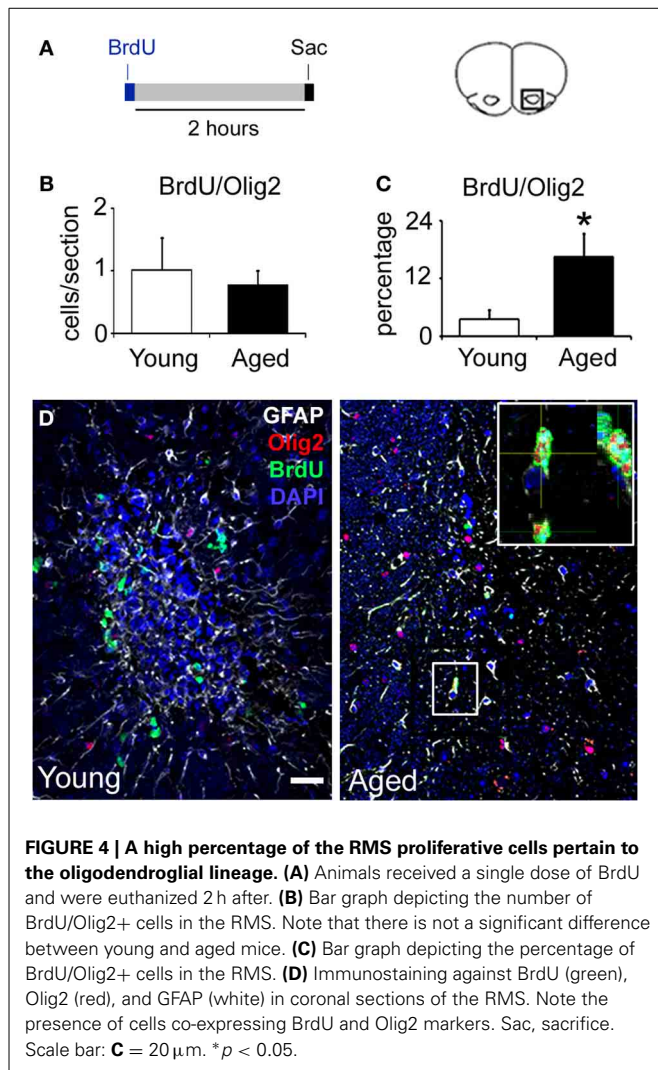 A
BrdU
Sac
2 hours
B
BrdU/Olig2
cells/section
2
1
0
Young
Aged
C
BrdU/Olig2
percentage
24
12
0
*
Young
Aged
D
GFAP
Olig2
BrdU
DAPI
Young
Aged
FIGURE 4 | A high percentage of the RMS proliferative cells pertain to
the oligodendroglial lineage. (A) Animals received a single dose of BrdU
and were euthanized 2 h after. (B) Bar graph depicting the number of
BrdU/Olig2+ cells in the RMS. Note that there is not a significant difference
between young and aged mice. (C) Bar graph depicting the percentage of
BrdU/Olig2+ cells in the RMS. (D) Immunostaining against BrdU (green),
Olig2 (red), and GFAP (white) in coronal sections of the RMS. Note the
presence of cells co-expressing BrdU and Olig2 markers. Sac, sacrifice.
Scale bar: C = 20 μm. *p < 0.05.